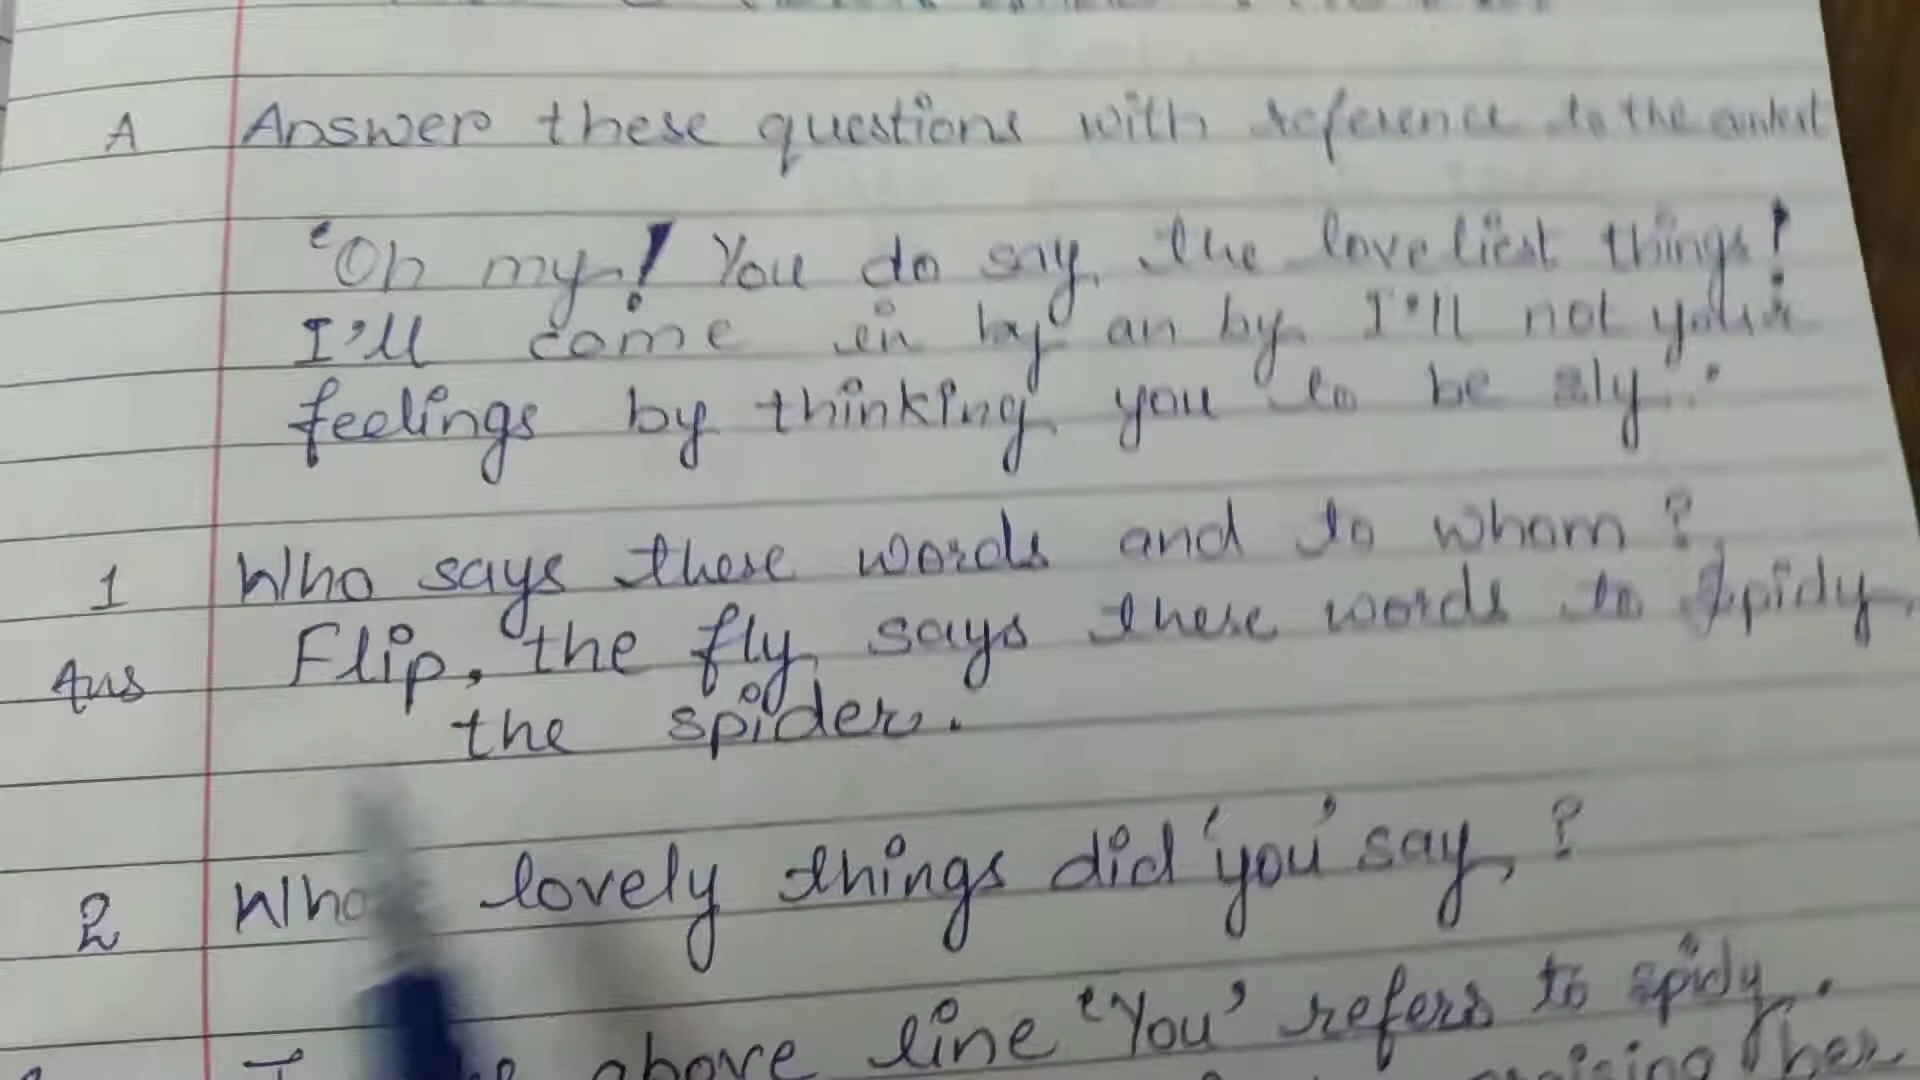 A Answer these questions with reference to the
'Oh my! You do say the loveliest things!
I'll come in by an by. I'll not your
feelings by thinking you to be sly".
1 Who says these words and to whom?
Ans Flip, the fly says these words to Spidy,
the spider.
2 lovely things did 'you' say?
above line 'You' refers to spidy.
her